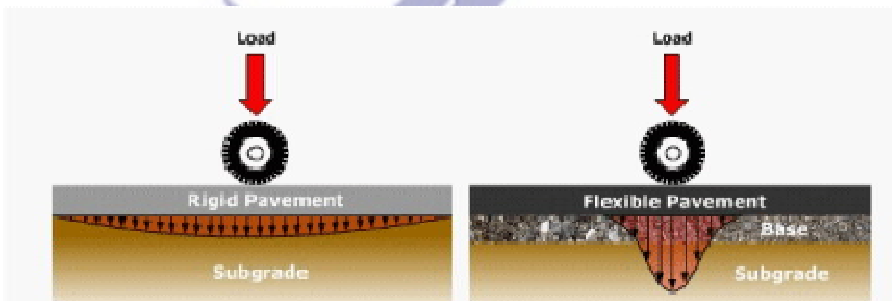 Load
Rigid Pavement
Subgrade
Load
Flexible Pavement
Base
Subgrade